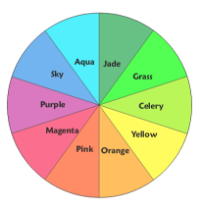 Aqua
Jade
Sky
Grass
Purple
Celery
Magenta
Yellow
Pink
Orange